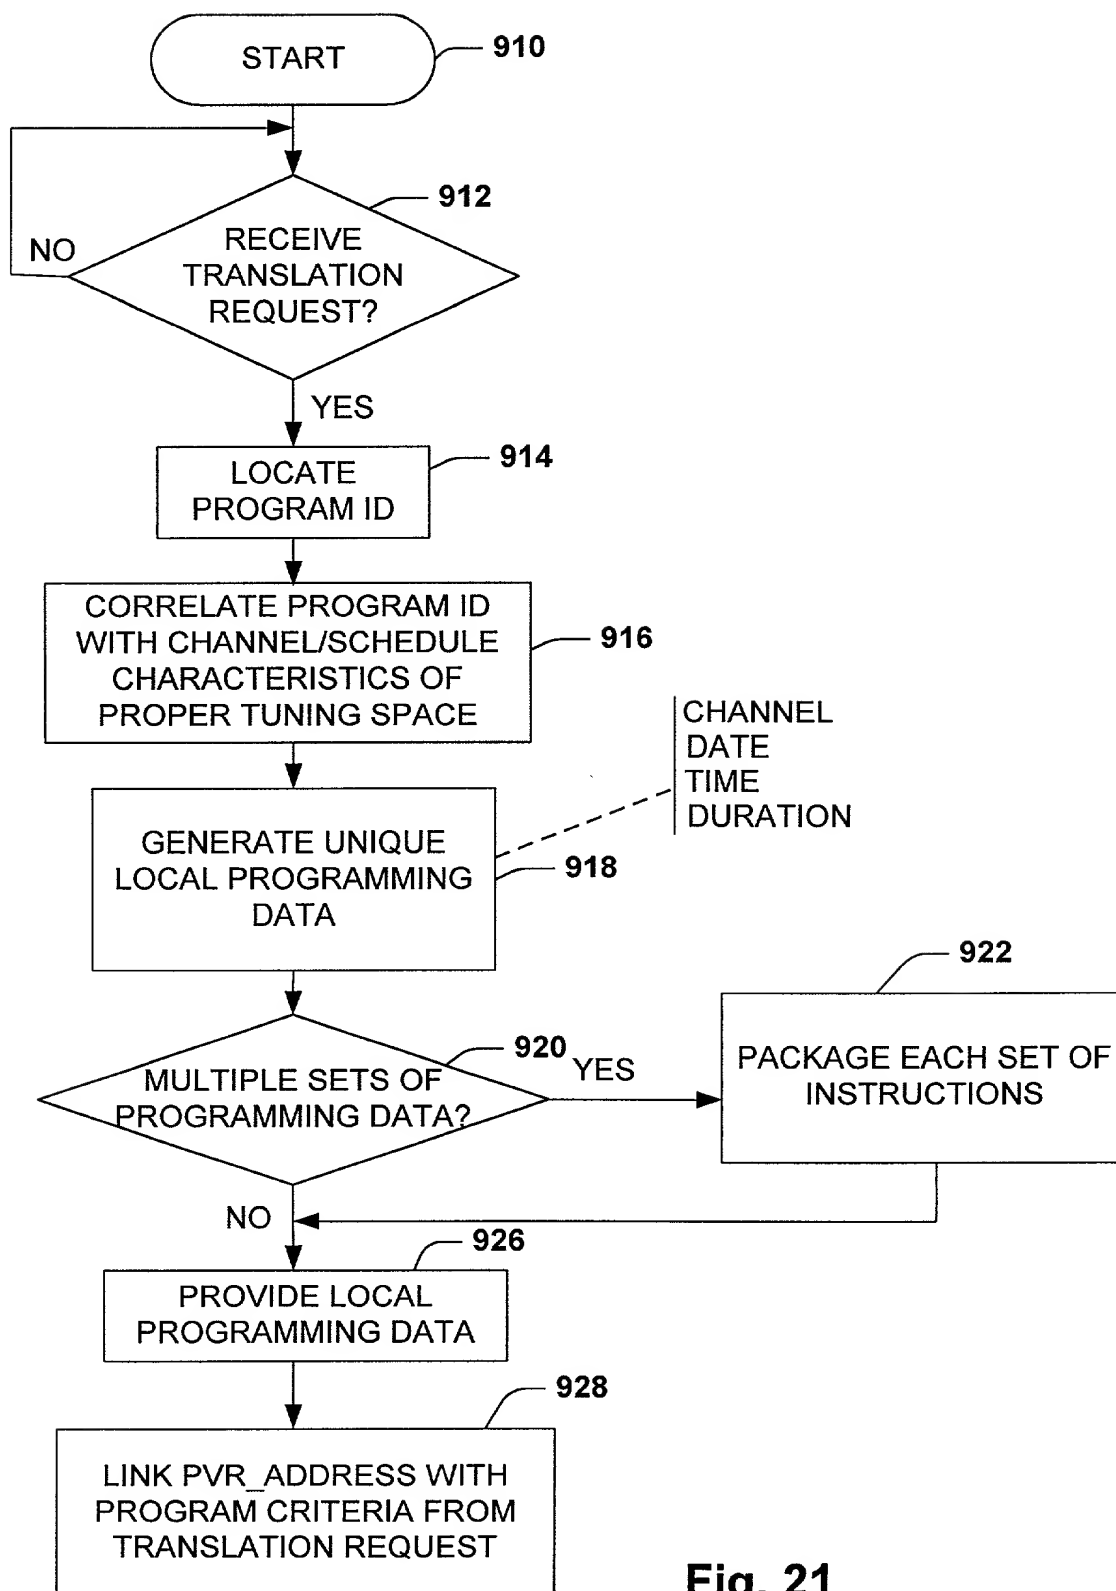 START
910
912
RECEIVE
TRANSLATION
REQUEST?
NO
YES
914
LOCATE
PROGRAM ID
CORRELATE PROGRAM ID
WITH CHANNEL/SCHEDULE
CHARACTERISTICS OF
PROPER TUNING SPACE
916
CHANNEL
DATE
TIME
DURATION
GENERATE UNIQUE
LOCAL PROGRAMMING
DATA
918
922
920
MULTIPLE SETS OF
PROGRAMMING DATA?
YES
PACKAGE EACH SET OF
INSTRUCTIONS
NO
926
PROVIDE LOCAL
PROGRAMMING DATA
928
LINK PVR_ADDRESS WITH
PROGRAM CRITERIA FROM
TRANSLATION REQUEST
Fig. 21